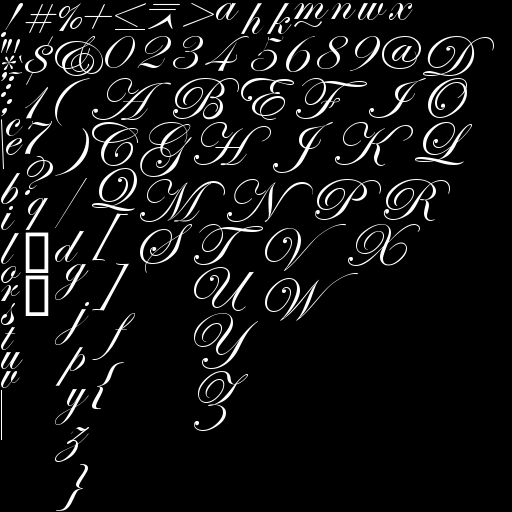 ! # % + < = > a h k m n w x
" $ & 0 2 3 4 5 6 8 9 @ D
* 1 ( A B E F I O
c e 7 ) C G H J K L
b ? Q M N P R
i q / [ S T V X
l d g ] U W
o r s j f Y
t u v p { Z
| y z }